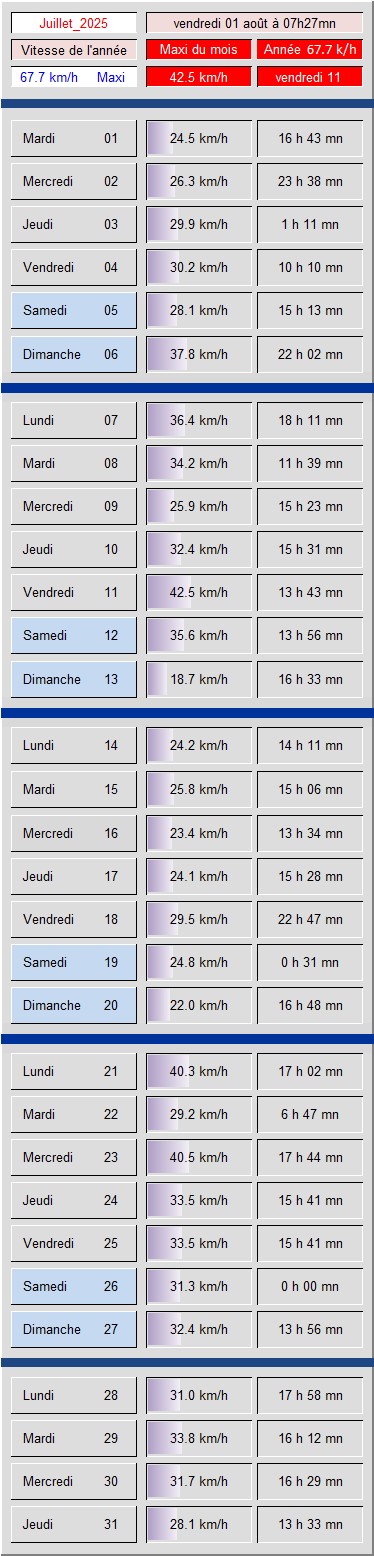 Juillet_2025 vendredi 01 août à 07h27mn
Vitesse de l'année Maxi du mois Année 67.7 k/h
67.7 km/h Maxi 42.5 km/h vendredi 11
Mardi 01 24.5 km/h 16 h 43 mn
Mercredi 02 26.3 km/h 23 h 38 mn
Jeudi 03 29.9 km/h 1 h 11 mn
Vendredi 04 30.2 km/h 10 h 10 mn
Samedi 05 28.1 km/h 15 h 13 mn
Dimanche 06 37.8 km/h 22 h 02 mn
Lundi 07 36.4 km/h 18 h 11 mn
Mardi 08 34.2 km/h 11 h 39 mn
Mercredi 09 25.9 km/h 15 h 23 mn
Jeudi 10 32.4 km/h 15 h 31 mn
Vendredi 11 42.5 km/h 13 h 43 mn
Samedi 12 35.6 km/h 13 h 56 mn
Dimanche 13 18.7 km/h 16 h 33 mn
Lundi 14 24.2 km/h 14 h 11 mn
Mardi 15 25.8 km/h 15 h 06 mn
Mercredi 16 23.4 km/h 13 h 34 mn
Jeudi 17 24.1 km/h 15 h 28 mn
Vendredi 18 29.5 km/h 22 h 47 mn
Samedi 19 24.8 km/h 0 h 31 mn
Dimanche 20 22.0 km/h 16 h 48 mn
Lundi 21 40.3 km/h 17 h 02 mn
Mardi 22 29.2 km/h 6 h 47 mn
Mercredi 23 40.5 km/h 17 h 44 mn
Jeudi 24 33.5 km/h 15 h 41 mn
Vendredi 25 33.5 km/h 15 h 41 mn
Samedi 26 31.3 km/h 0 h 00 mn
Dimanche 27 32.4 km/h 13 h 56 mn
Lundi 28 31.0 km/h 17 h 58 mn
Mardi 29 33.8 km/h 16 h 12 mn
Mercredi 30 31.7 km/h 16 h 29 mn
Jeudi 31 28.1 km/h 13 h 33 mn